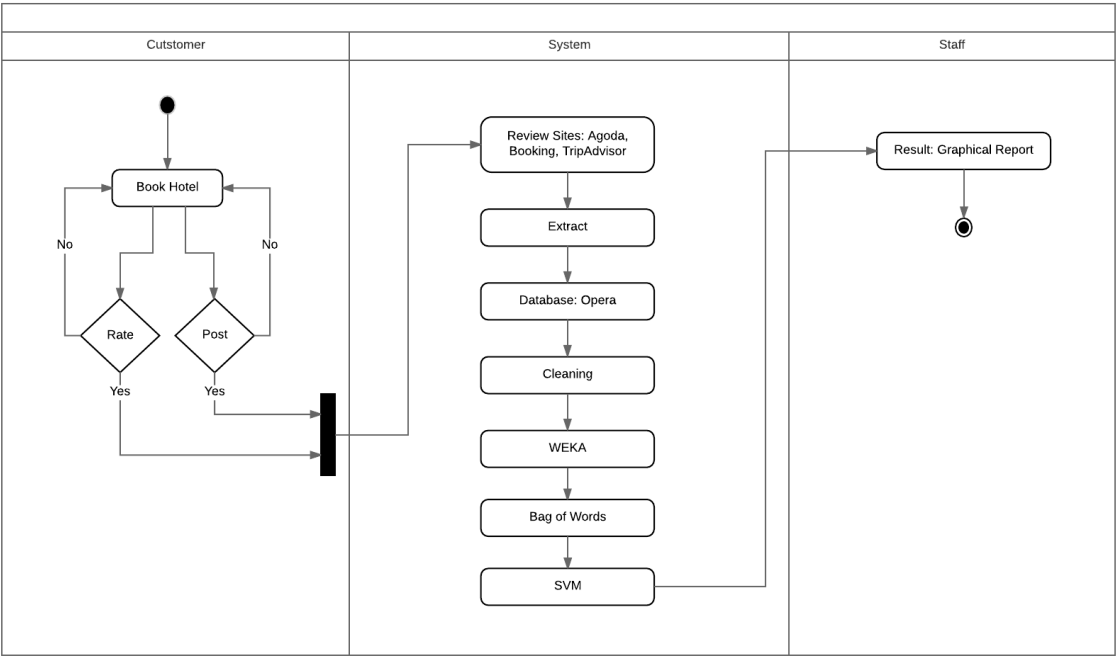 Cutstomer
System
Staff
Book Hotel
No
No
Rate
Post
Yes
Yes
Review Sites: Agoda,
Booking, TripAdvisor
Extract
Database: Opera
Cleaning
WEKA
Bag of Words
SVM
Result: Graphical Report